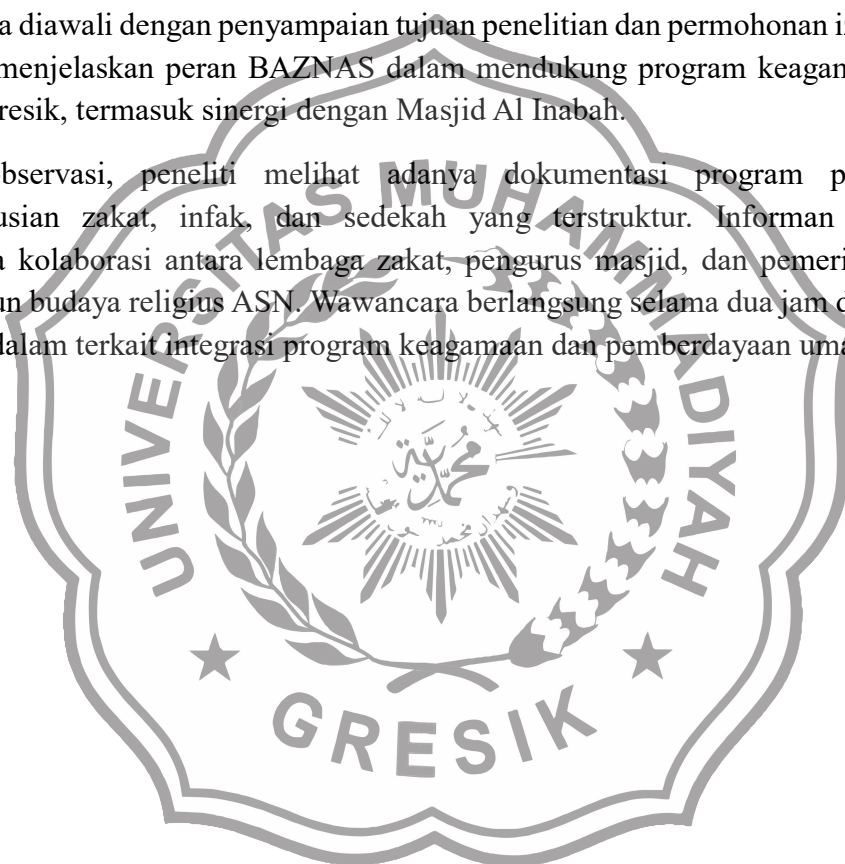 a diawali dengan penyampaian tujuan penelitian dan permohonan i
menjelaskan peran BAZNAS dalam mendukung program keagam
resik, termasuk sinergi dengan Masjid Al Inabah.
bservasi, peneliti melihat adanya dokumentasi program p
usian zakat, infak, dan sedekah yang terstruktur. Informan
a kolaborasi antara lembaga zakat, pengurus masjid, dan pemeri
un budaya religius ASN. Wawancara berlangsung selama dua jam d
dalam terkait integrasi program keagamaan dan pemberdayaan uma
UNIVERSITAS MUHAMMADIYAH
محمدية
GRESIK